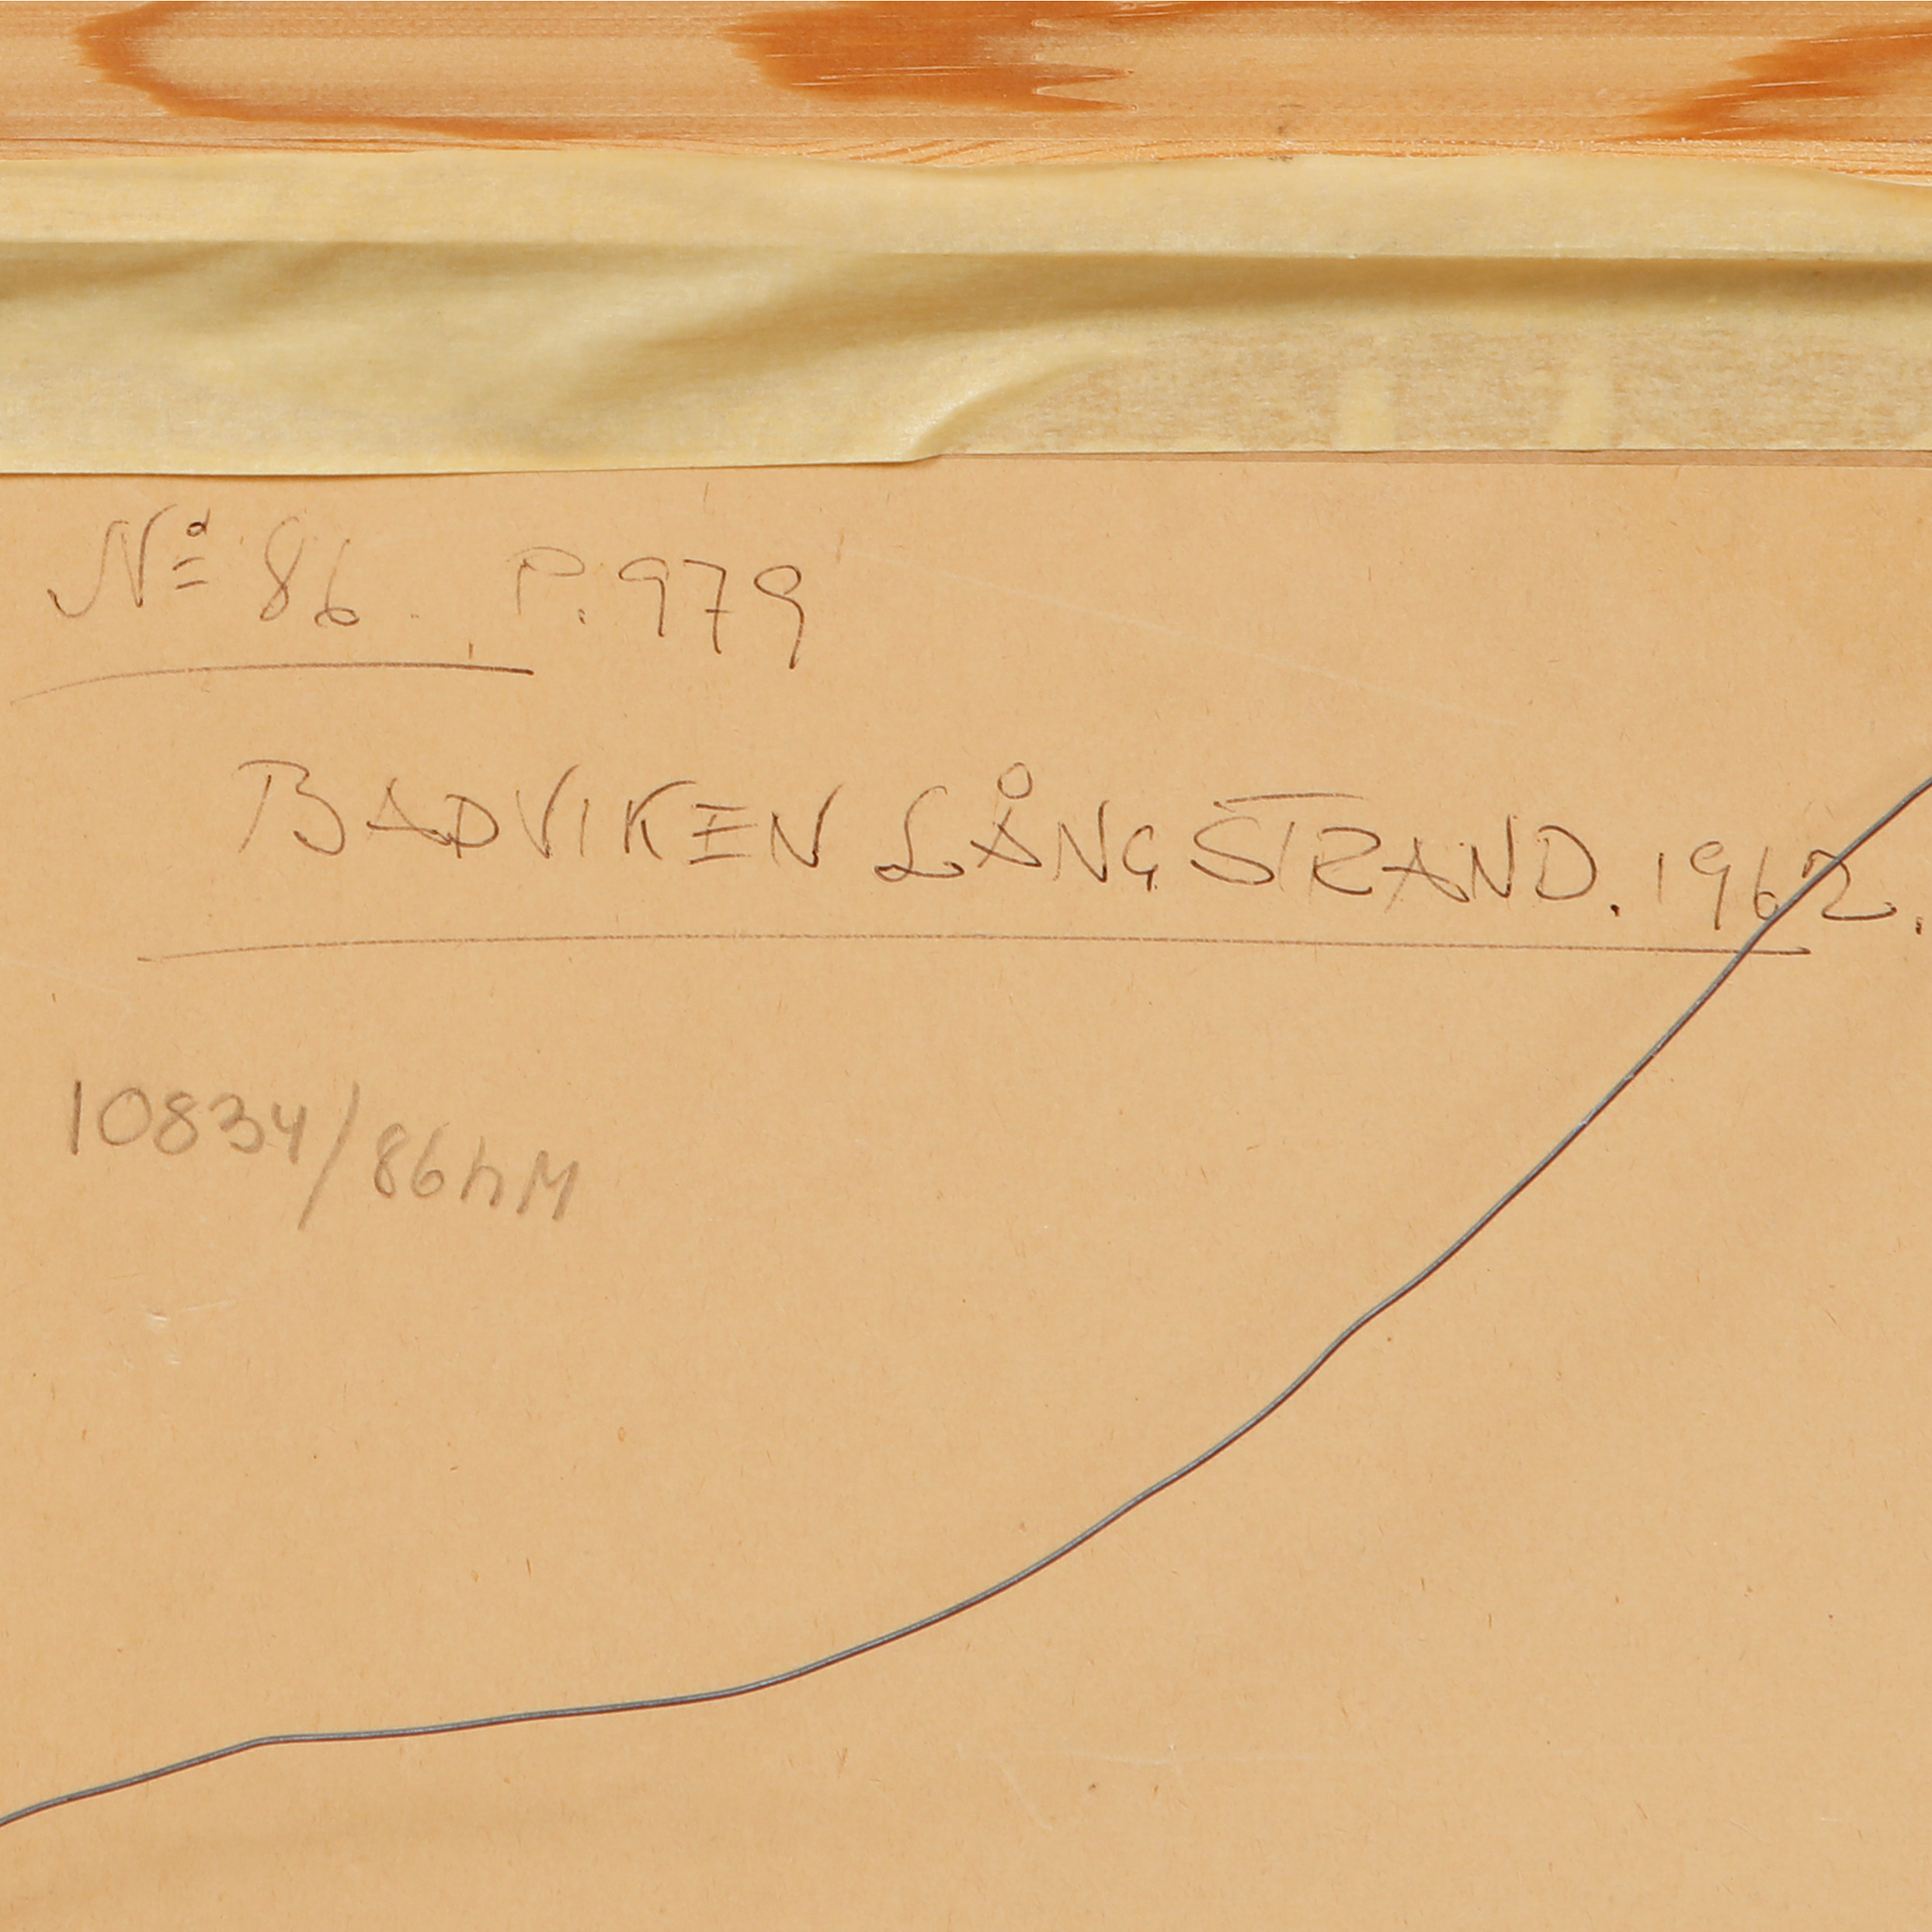 Nº 86. P. 979
BADVIKEN LÅNGSTRAND. 1962.
10834/86hM